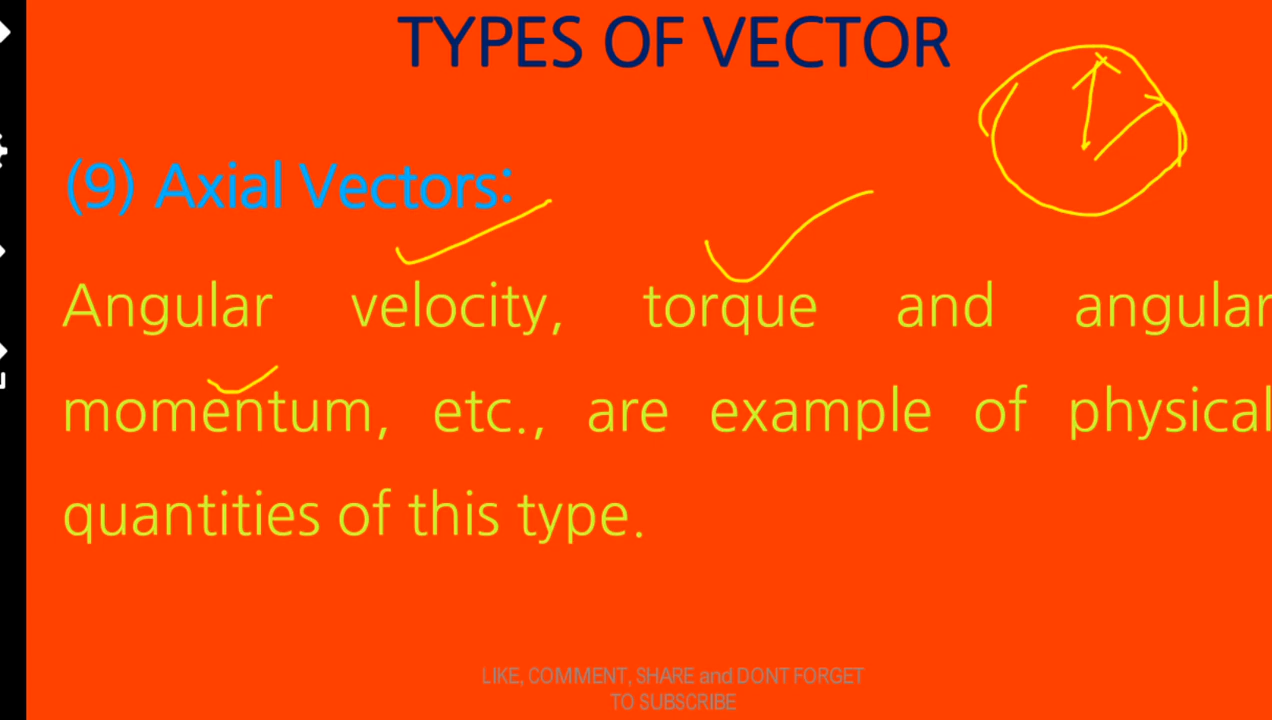 TYPES OF VECTOR
(9) Axial Vectors:
Angular velocity, torque and angular
momentum, etc., are example of physical
quantities of this type.
LIKE, COMMENT, SHARE and DONT FORGET
TO SUBSCRIBE